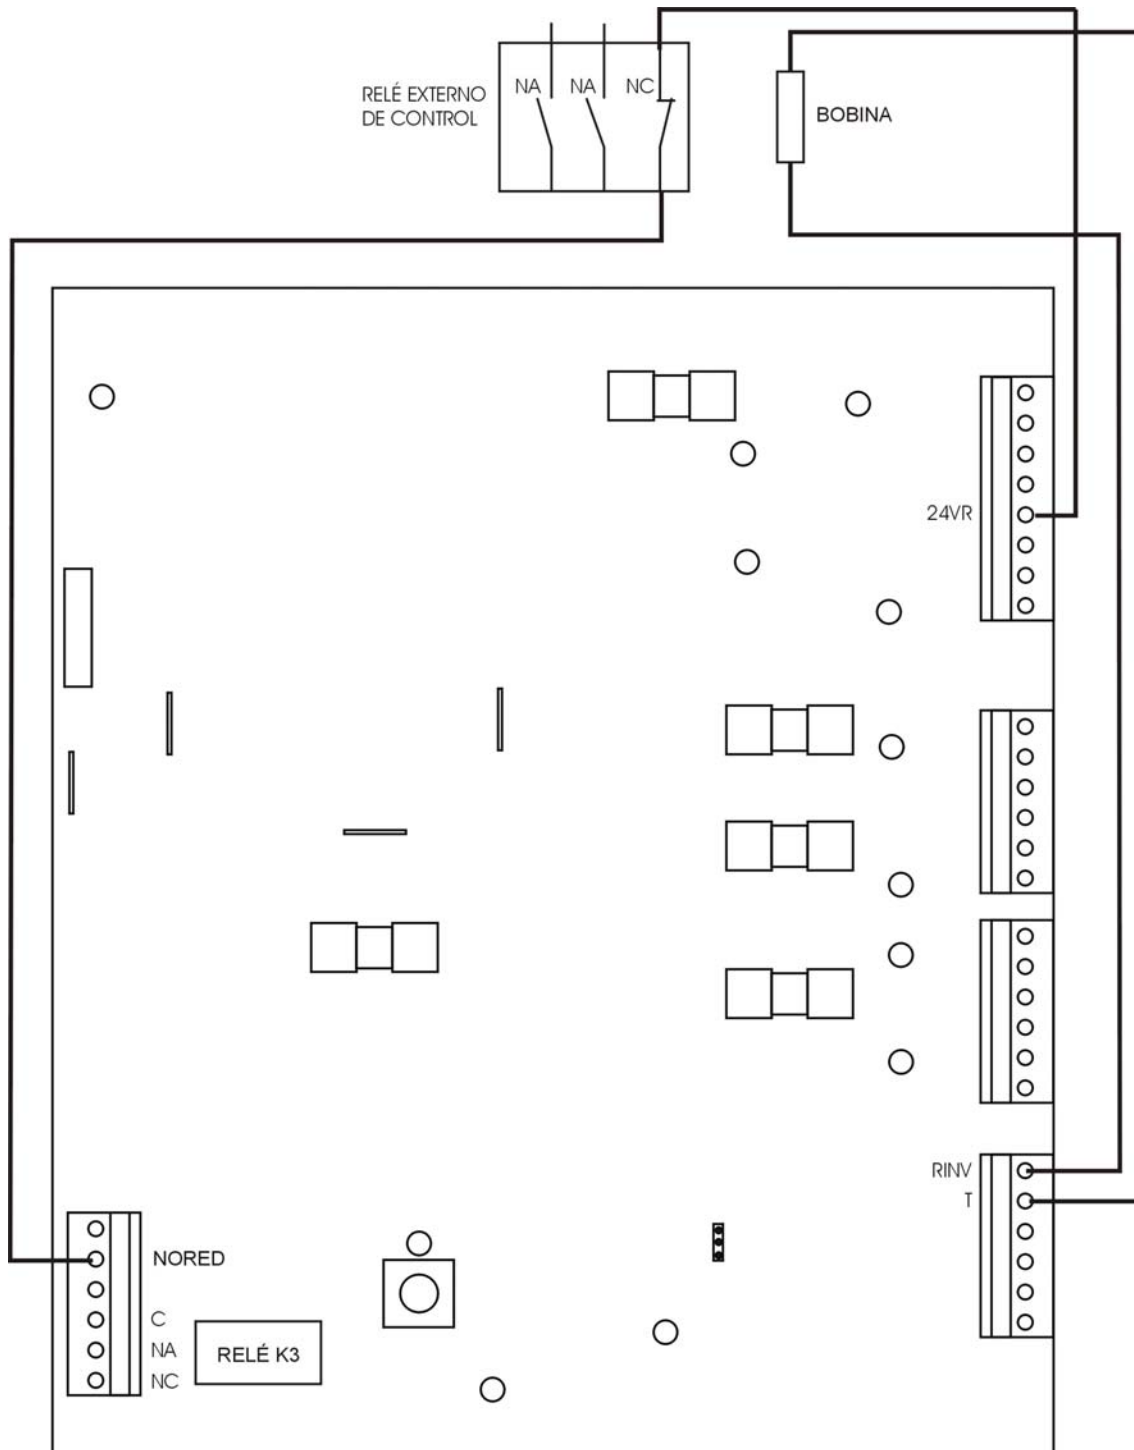 RELÉ EXTERNO
DE CONTROL
NA
NA
NC
BOBINA
24VR
RINV
T
NORED
C
NA
NC
RELÉ K3